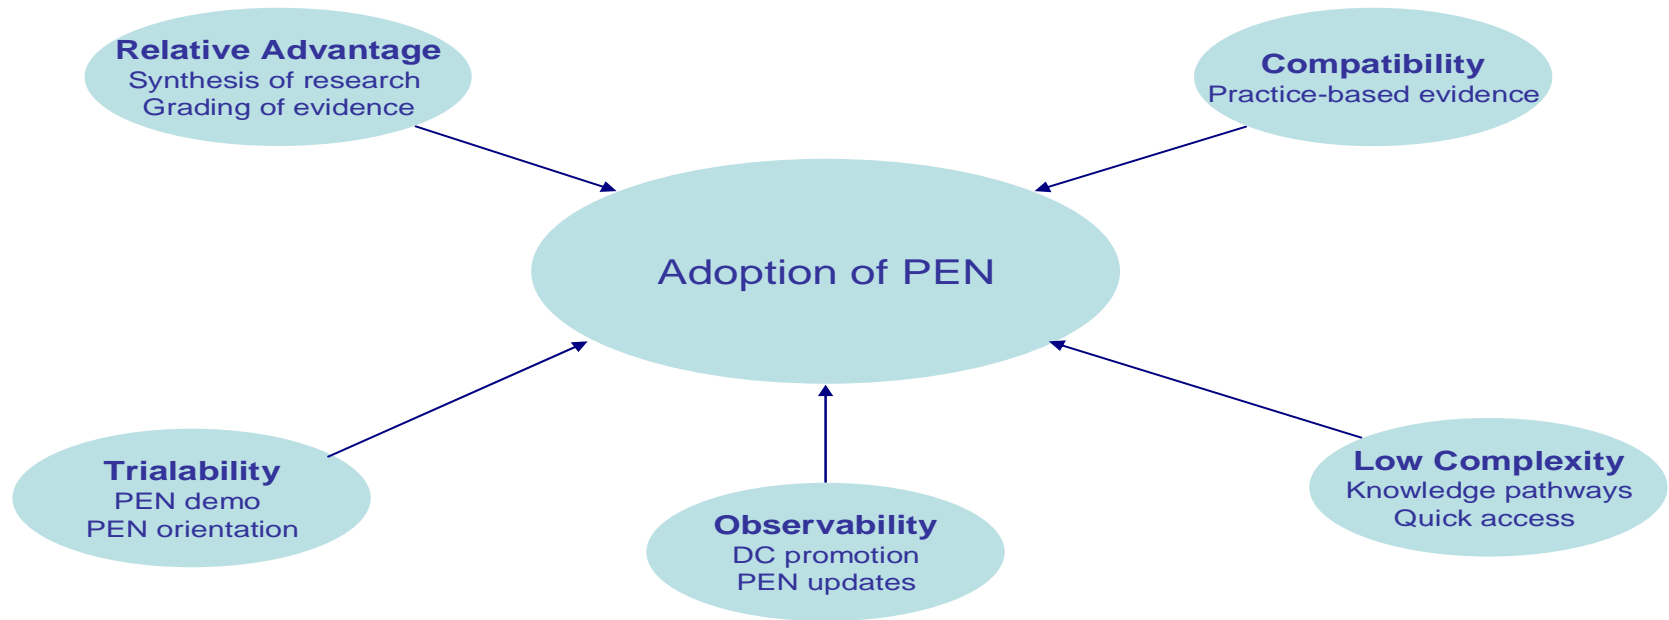 Relative Advantage
Synthesis of research
Grading of evidence
Compatibility
Practice-based evidence
Adoption of PEN
Trialability
PEN demo
PEN orientation
Observability
DC promotion
PEN updates
Low Complexity
Knowledge pathways
Quick access